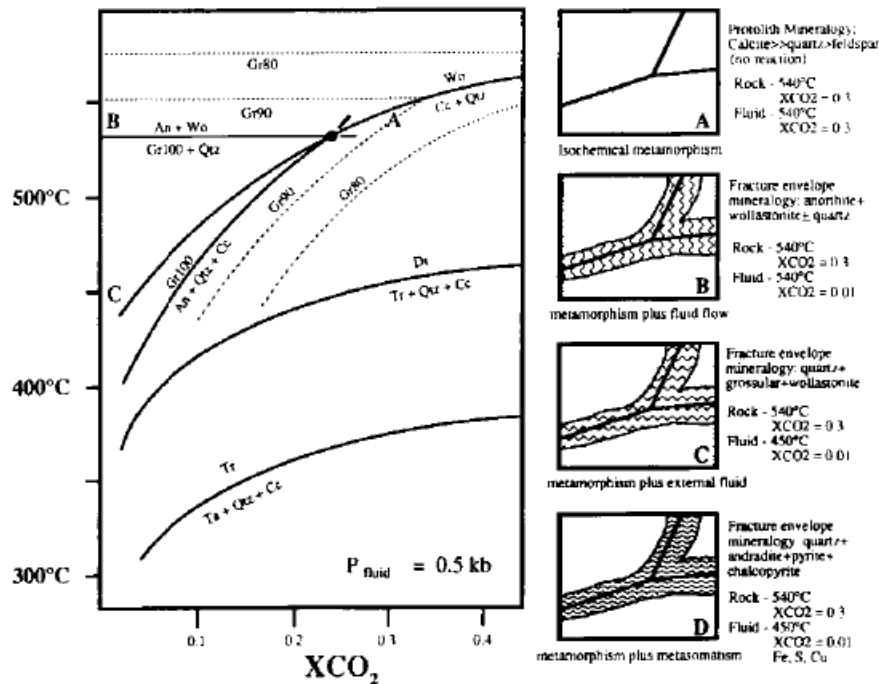 Gr80
Wo
Gr90
A
Cc + Qtz
B
An + Wo
Gr100 + Qtz
500°C
Gr90
Gr80
C
Gr100
An + Qtz + Cc
Di
Tr + Qtz + Cc
400°C
Tr
Ta + Qtz + Cc
P fluid = 0.5 kb
300°C
0.1
0.2
0.3
0.4
XCO2
A
Isochemical metamorphism
Protolith Mineralogy:
Calcite>>quartz>feldspar
(no reaction)
Rock - 540°C
XCO2 = 0.3
Fluid - 540°C
XCO2 = 0.3
B
metamorphism plus fluid flow
Fracture envelope
mineralogy: anorthite+
wollastonite± quartz
Rock - 540°C
XCO2 = 0.3
Fluid - 540°C
XCO2 = 0.01
C
metamorphism plus external fluid
Fracture envelope
mineralogy: quartz+
grossular+wollastonite
Rock - 540°C
XCO2 = 0.3
Fluid - 450°C
XCO2 = 0.01
D
metamorphism plus metasomatism
Fracture envelope
mineralogy quartz+
andradite+pyrite+
chalcopyrite
Rock - 540°C
XCO2 = 0.3
Fluid - 450°C
XCO2 = 0.01
Fe, S, Cu